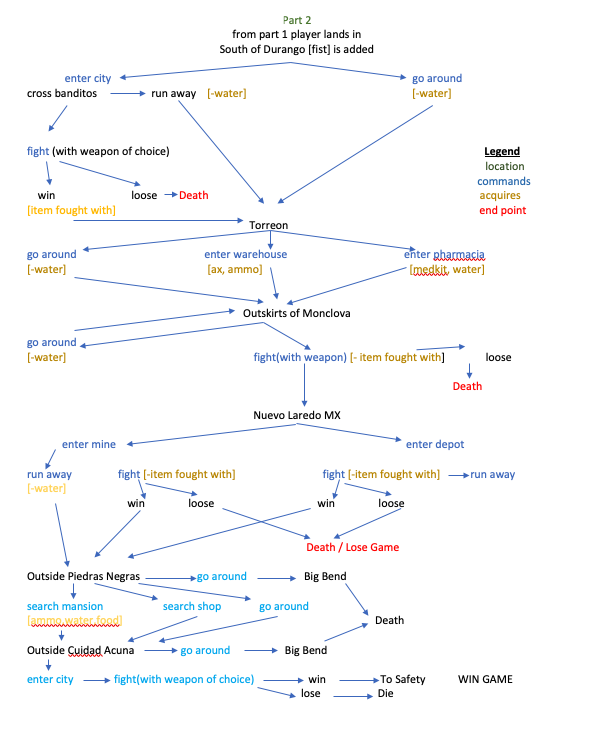 Part 2
from part 1 player lands in
South of Durango [fist] is added
enter city
go around
cross banditos
run away [-water]
[-water]
fight (with weapon of choice)
Legend
location
commands
acquires
end point
win
loose
Death
[item fought with]
Torreon
go around
enter warehouse
enter pharmacia
[-water]
[ax, ammo]
[medkit, water]
Outskirts of Monclova
go around
[-water]
fight(with weapon) [- item fought with]
loose
Death
Nuevo Laredo MX
enter mine
enter depot
run away
fight [-item fought with]
fight [-item fought with]
run away
[-water]
win
loose
win
loose
Death / Lose Game
Outside Piedras Negras
go around
Big Bend
search mansion
search shop
go around
[ammo,water,food]
Death
Outside Cuidad Acuna
go around
Big Bend
enter city
fight(with weapon of choice)
win
To Safety
WIN GAME
lose
Die